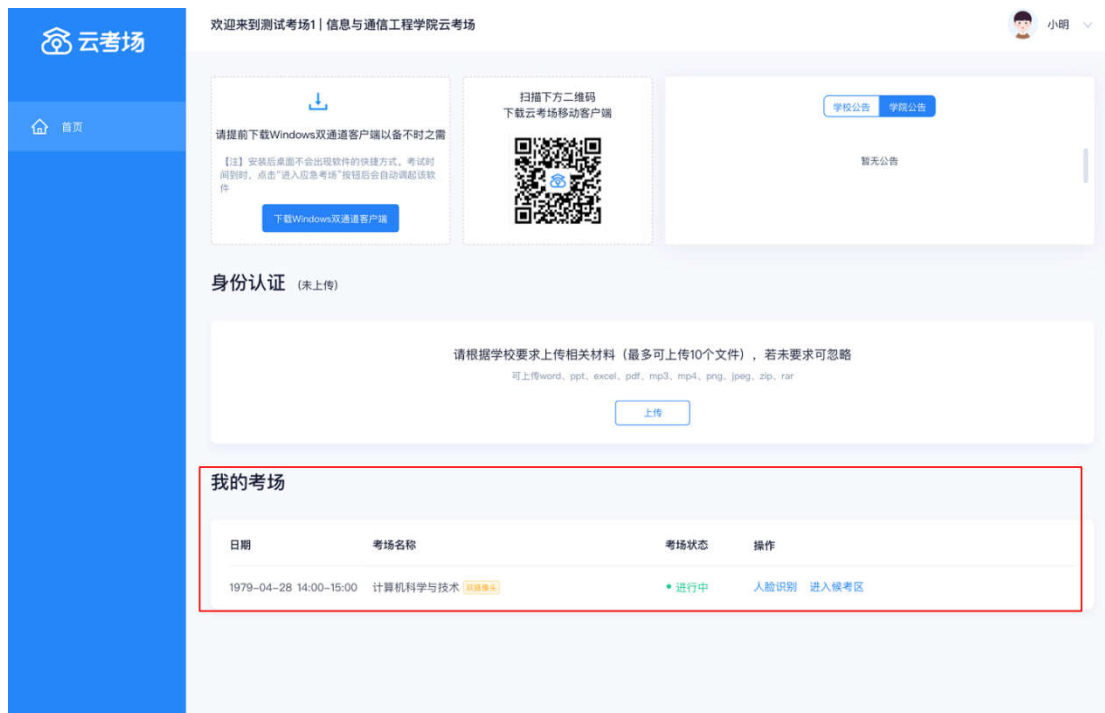 云考场
首页
欢迎来到测试考场1 | 信息与通信工程学院云考场
小明
请提前下载Windows双通道客户端以备不时之需
【注】安装后桌面不会出现软件的快捷方式，考试时
间到时，点击“进入应急考场”按钮后会自动调起该软
件
下载Windows双通道客户端
扫描下方二维码
下载云考场移动客户端
学校公告 学院公告
暂无公告
身份认证 (未上传)
请根据学校要求上传相关材料（最多可上传10个文件），若未要求可忽略
可上传word、ppt、excel、pdf、mp3、mp4、png、jpeg、zip、rar
上传
我的考场
日期 考场名称 考场状态 操作
1979-04-28 14:00-15:00 计算机科学与技术 双摄像头 进行中 人脸识别 进入候考区